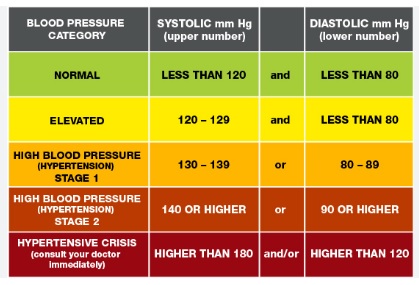 BLOOD PRESSURE
CATEGORY
SYSTOLIC mm Hg
(upper number)
DIASTOLIC mm Hg
(lower number)
NORMAL
LESS THAN 120
and
LESS THAN 80
ELEVATED
120 – 129
and
LESS THAN 80
HIGH BLOOD PRESSURE
(HYPERTENSION)
STAGE 1
130 – 139
or
80 – 89
HIGH BLOOD PRESSURE
(HYPERTENSION)
STAGE 2
140 OR HIGHER
or
90 OR HIGHER
HYPERTENSIVE CRISIS
(consult your doctor
immediately)
HIGHER THAN 180
and/or
HIGHER THAN 120